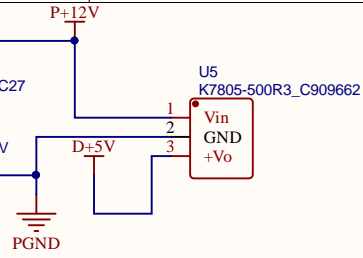 P+12V
U5
K7805-500R3_C909662
C27
1
Vin
2
GND
V
D+5V
3
+Vo
PGND